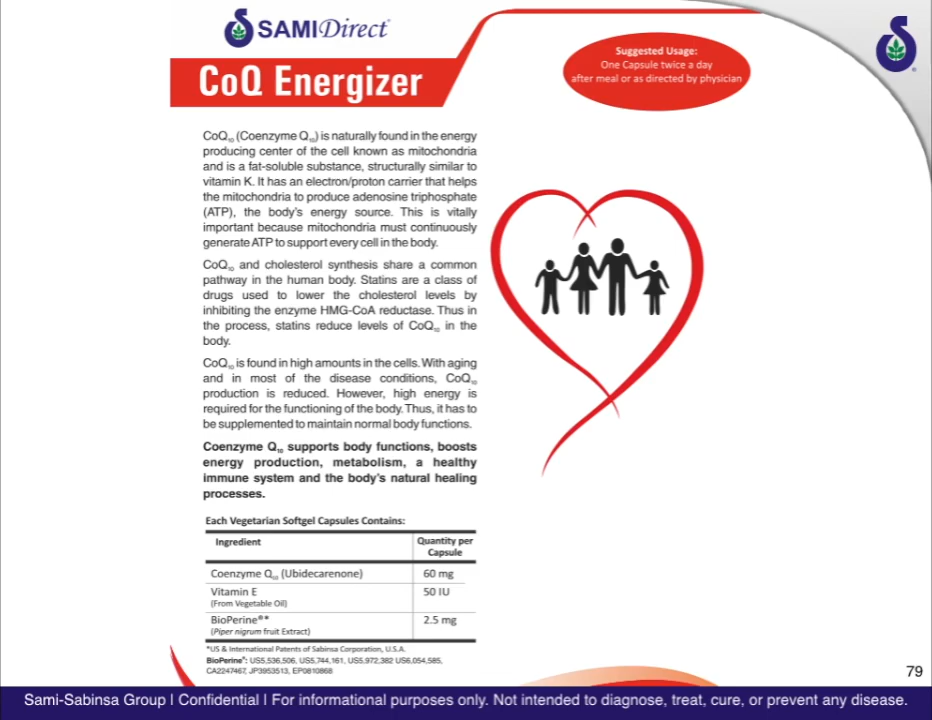 SAMIDirect
CoQ Energizer
Suggested Usage:
One Capsule twice a day
after meal or as directed by physician
CoQ₁₀ (Coenzyme Q₁₀) is naturally found in the energy
producing center of the cell known as mitochondria
and is a fat-soluble substance, structurally similar to
vitamin K. It has an electron/proton carrier that helps
the mitochondria to produce adenosine triphosphate
(ATP), the body's energy source. This is vitally
important because mitochondria must continuously
generate ATP to support every cell in the body.
CoQ₁₀ and cholesterol synthesis share a common
pathway in the human body. Statins are a class of
drugs used to lower the cholesterol levels by
inhibiting the enzyme HMG-CoA reductase. Thus in
the process, statins reduce levels of CoQ₁₀ in the
body.
CoQ₁₀ is found in high amounts in the cells. With aging
and in most of the disease conditions, CoQ₁₀
production is reduced. However, high energy is
required for the functioning of the body. Thus, it has to
be supplemented to maintain normal body functions.
Coenzyme Q₁₀ supports body functions, boosts
energy production, metabolism, a healthy
immune system and the body's natural healing
processes.
Each Vegetarian Softgel Capsules Contains:
Ingredient Quantity per
Capsule
Coenzyme Q₁₀ (Ubidecarenone) 60 mg
Vitamin E 50 IU
(From Vegetable Oil)
BioPerine®* 2.5 mg
(Piper nigrum fruit Extract)
*US & International Patents of Sabinsa Corporation, U.S.A.
BioPerine®: US5,536,506, US5,744,161, US5,972,382 US6,054,585,
CA2247467, JP3953513, EP0810868
79
Sami-Sabinsa Group I Confidential I For informational purposes only. Not intended to diagnose, treat, cure, or prevent any disease.